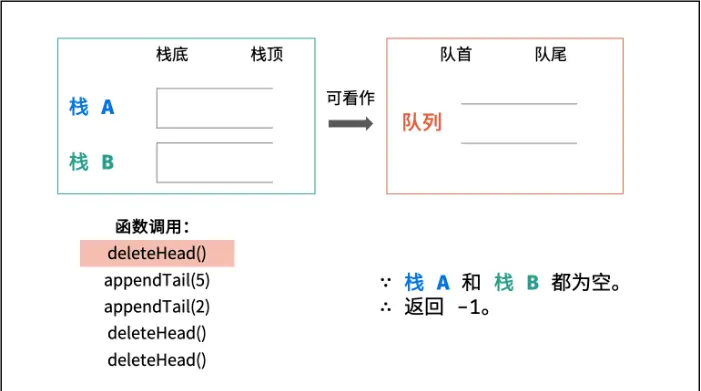 栈底 栈顶
栈 A
栈 B
可看作
队首 队尾
队列
函数调用：
deleteHead()
appendTail(5)
appendTail(2)
deleteHead()
deleteHead()
∵ 栈 A 和 栈 B 都为空。
∴ 返回 -1。